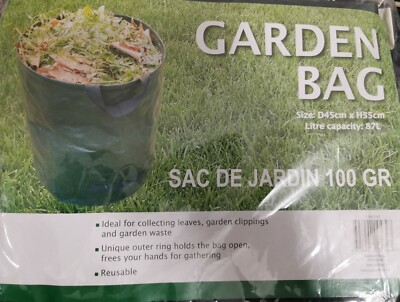 GARDEN
BAG
Size: D45cm x H35cm
Litre capacity: 87L
SAC DE JARDIN 100 GR
▪ Ideal for collecting leaves, garden clippings
and garden waste
▪ Unique outer ring holds the bag open,
frees your hands for gathering
▪ Reusable